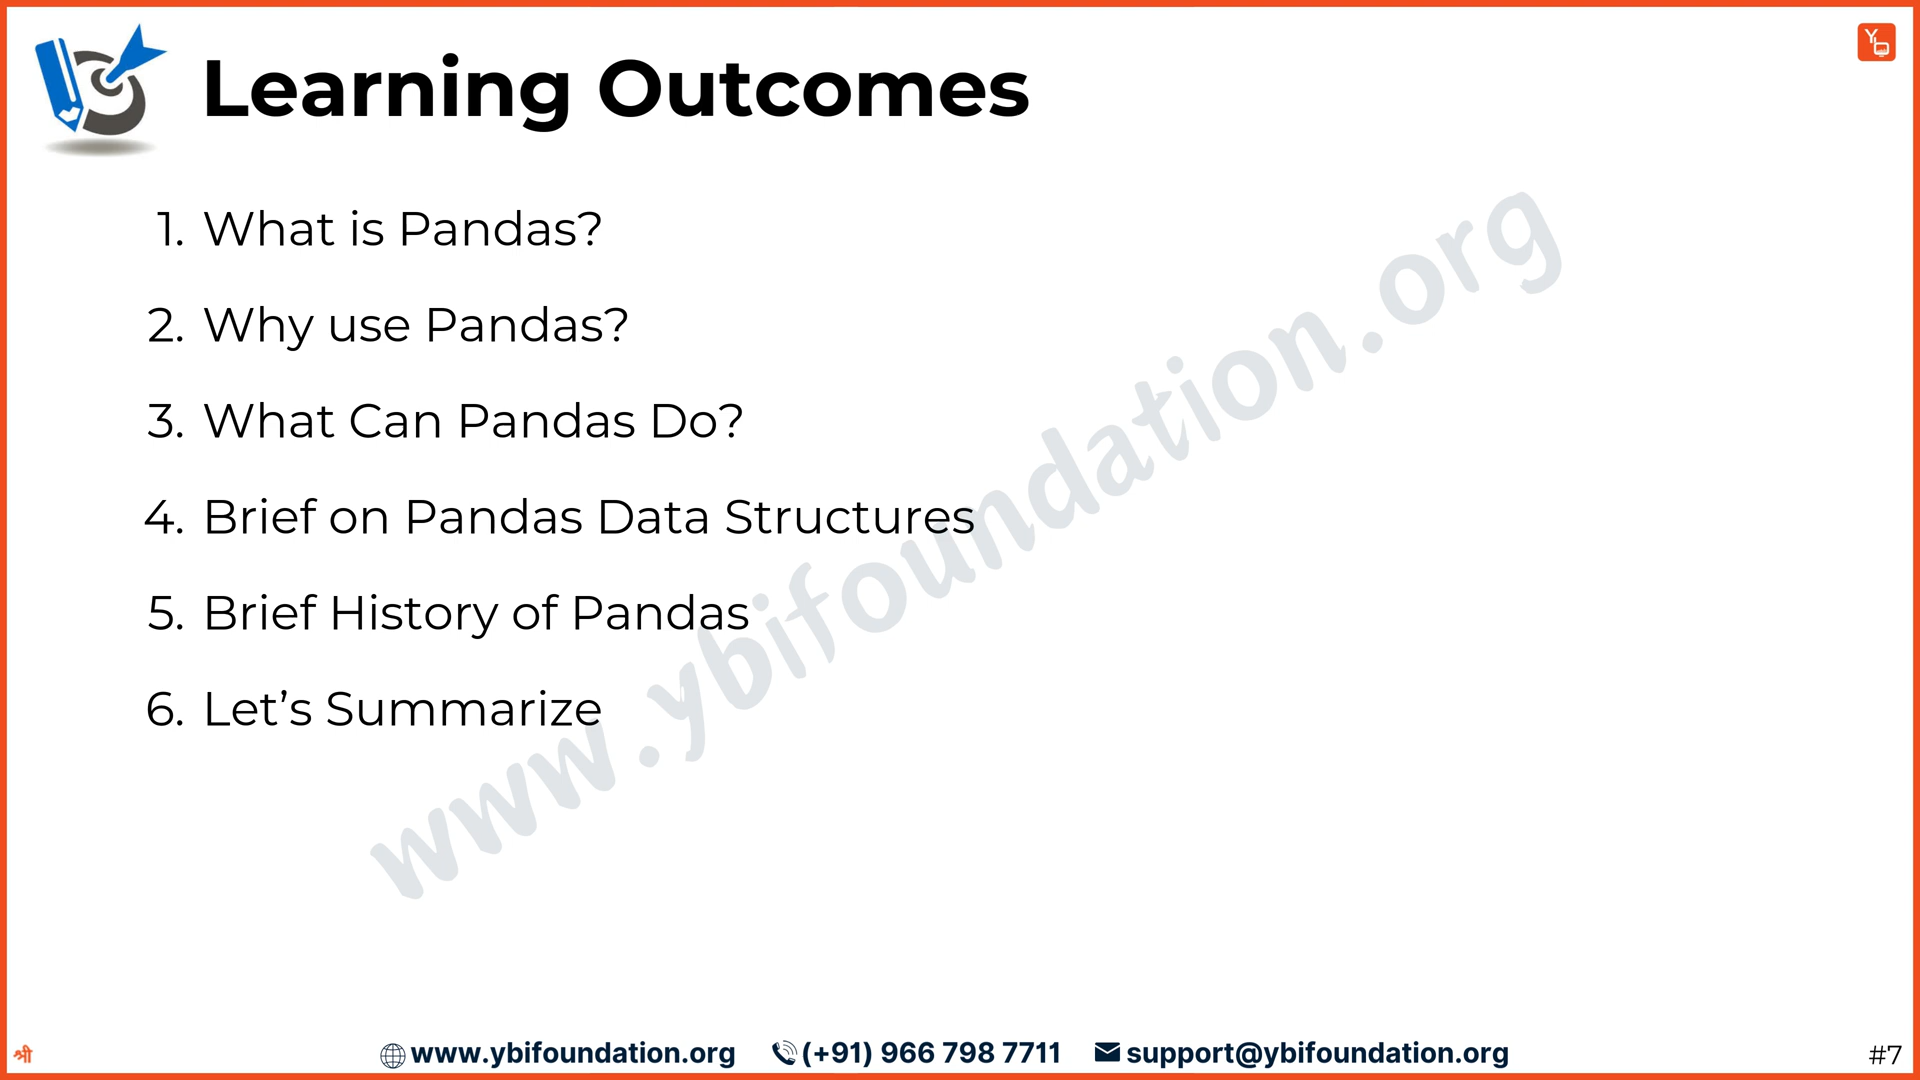 Learning Outcomes
1. What is Pandas?
2. Why use Pandas?
3. What Can Pandas Do?
4. Brief on Pandas Data Structures
5. Brief History of Pandas
6. Let’s Summarize
www.ybifoundation.org
श्री
www.ybifoundation.org (+91) 966 798 7711 support@ybifoundation.org
#7